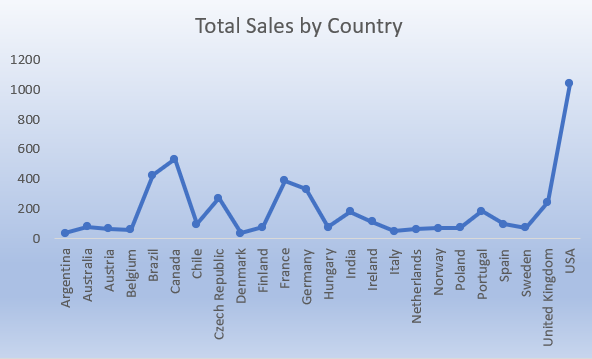 Total Sales by Country
1200
1000
800
600
400
200
0
Argentina
Australia
Austria
Belgium
Brazil
Canada
Chile
Czech Republic
Denmark
Finland
France
Germany
Hungary
India
Ireland
Italy
Netherlands
Norway
Poland
Portugal
Spain
Sweden
United Kingdom
USA